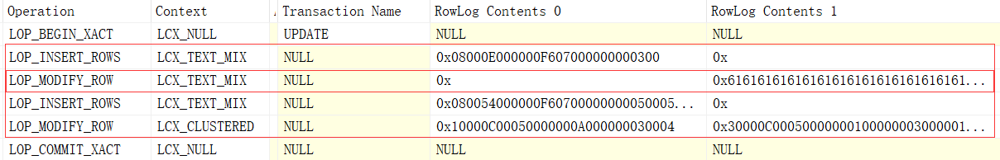 Operation Context Transaction Name RowLog Contents 0 RowLog Contents 1
LOP_BEGIN_XACT LCX_NULL UPDATE NULL NULL
LOP_INSERT_ROWS LCX_TEXT_MIX NULL 0x08000E000000F607000000000300 0x
LOP_MODIFY_ROW LCX_TEXT_MIX NULL 0x 0x61616161616161616161616161616161...
LOP_INSERT_ROWS LCX_TEXT_MIX NULL 0x080054000000F60700000000050005... 0x
LOP_MODIFY_ROW LCX_CLUSTERED NULL 0x10000C00050000000A000000030004 0x30000C00050000000100000003000001...
LOP_COMMIT_XACT LCX_NULL NULL NULL NULL